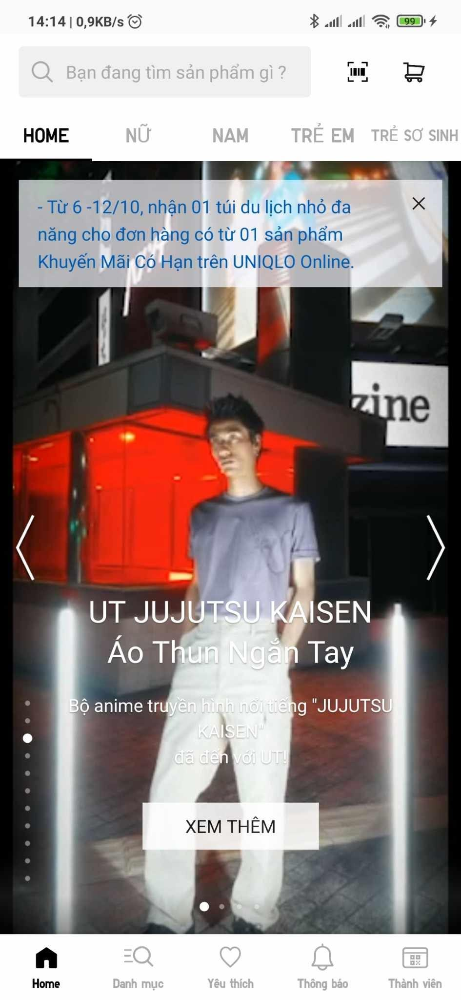 14:14 | 0,9KB/s
99
Bạn đang tìm sản phẩm gì ?
HOME NỮ NAM TRẺ EM TRẺ SƠ SINH
- Từ 6 -12/10, nhận 01 túi du lịch nhỏ đa
năng cho đơn hàng có từ 01 sản phẩm
Khuyến Mãi Có Hạn trên UNIQLO Online.
zine
UT JUJUTSU KAISEN
Áo Thun Ngắn Tay
Bộ anime truyền hình nổi tiếng "JUJUTSU
KAISEN"
đã đến với UT!
XEM THÊM
Home Danh mục Yêu thích Thông báo Thành viên